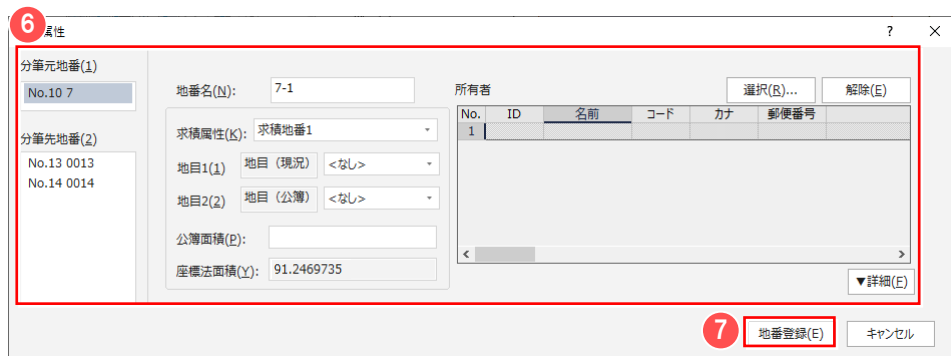 6
属性
? ×
分筆元地番(1)
No.10 7
分筆先地番(2)
No.13 0013
No.14 0014
地番名(N): 7-1
求積属性(K): 求積地番1
地目1(1) 地目（現況） <なし>
地目2(2) 地目（公簿） <なし>
公簿面積(P):
座標法面積(Y): 91.2469735
所有者 選択(R)... 解除(E)
No. ID 名前 コード カナ 郵便番号
1
▼詳細(F)
7 地番登録(E) キャンセル